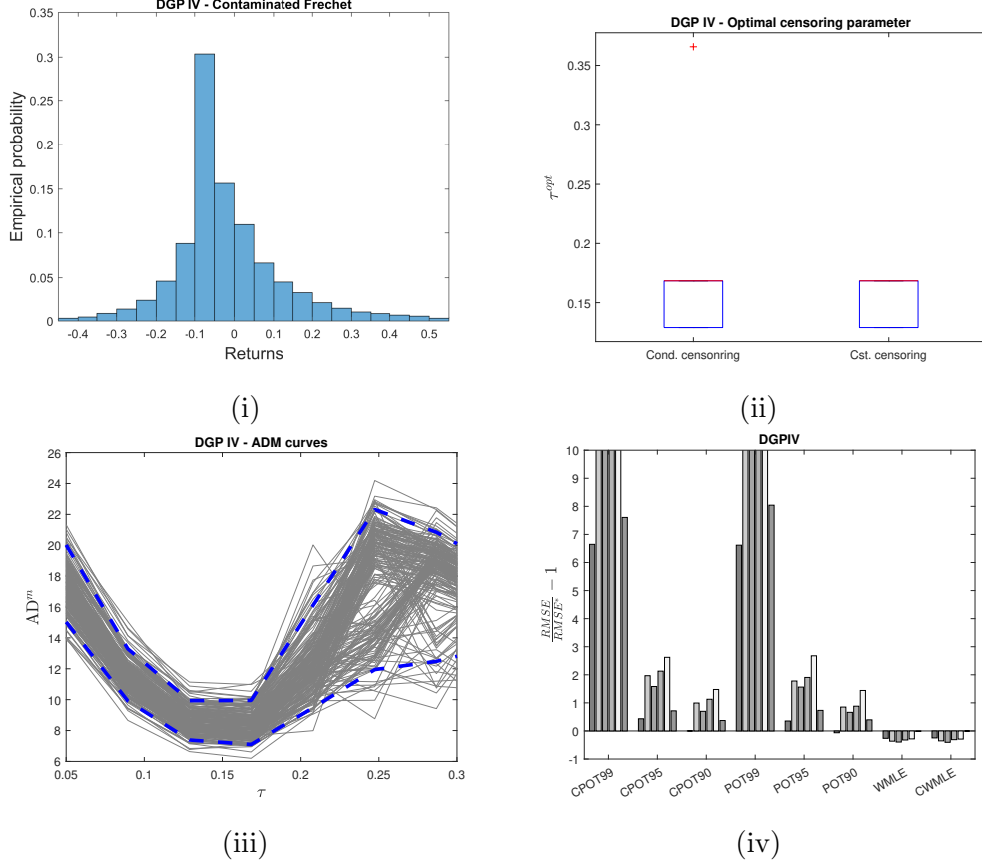 DGP IV - Contaminated Frechet
Empirical probability
0.35
0.3
0.25
0.2
0.15
0.1
0.05
0
-0.4 -0.3 -0.2 -0.1 0 0.1 0.2 0.3 0.4 0.5
Returns
(i)
DGP IV - Optimal censoring parameter
τ^opt
0.35
0.3
0.25
0.2
0.15
Cond. censonring Cst. censoring
(ii)
DGP IV - ADM curves
AD^m
26
24
22
20
18
16
14
12
10
8
6
0.05 0.1 0.15 0.2 0.25 0.3
τ
(iii)
DGPIV
RMSE/RMSE* − 1
10
9
8
7
6
5
4
3
2
1
0
-1
CPOT99 CPOT95 CPOT90 POT99 POT95 POT90 WMLE CWMLE
(iv)